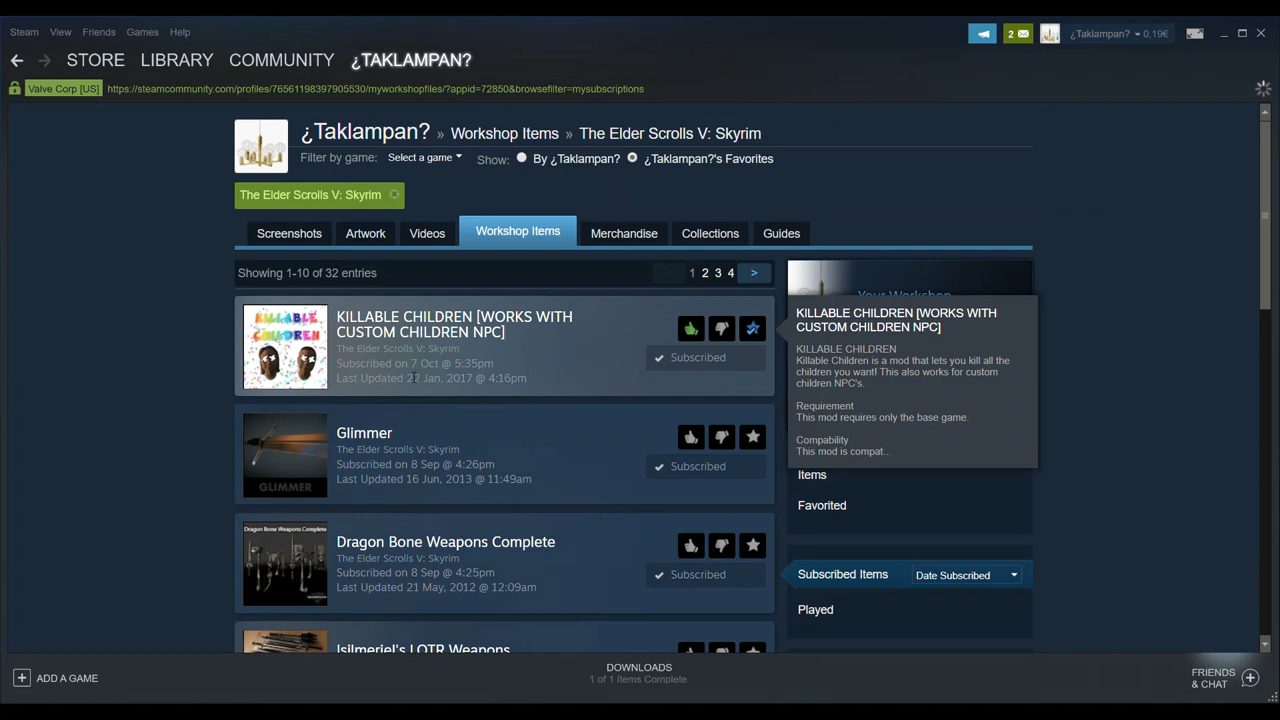 Steam View Friends Games Help
2 ¿Taklampan? 0,19€
STORE LIBRARY COMMUNITY ¿TAKLAMPAN?
Valve Corp [US] https://steamcommunity.com/profiles/76561198397905530/myworkshopfiles/?appid=72850&browsefilter=mysubscriptions
¿Taklampan? » Workshop Items » The Elder Scrolls V: Skyrim
Filter by game: Select a game Show: By ¿Taklampan? ¿Taklampan?'s Favorites
The Elder Scrolls V: Skyrim
Screenshots Artwork Videos Workshop Items Merchandise Collections Guides
Showing 1-10 of 32 entries < 1 2 3 4 >
KILLABLE CHILDREN
KILLABLE CHILDREN [WORKS WITH
CUSTOM CHILDREN NPC]
The Elder Scrolls V: Skyrim
Subscribed on 7 Oct @ 5:35pm
Last Updated 22 Jan, 2017 @ 4:16pm
Subscribed
GLIMMER
Glimmer
The Elder Scrolls V: Skyrim
Subscribed on 8 Sep @ 4:26pm
Last Updated 16 Jun, 2013 @ 11:49am
Subscribed
Dragon Bone Weapons Complete
Dragon Bone Weapons Complete
The Elder Scrolls V: Skyrim
Subscribed on 8 Sep @ 4:25pm
Last Updated 21 May, 2012 @ 12:09am
Subscribed
Isilmeriel's LOTR Weapons
Your Workshop
KILLABLE CHILDREN [WORKS WITH
CUSTOM CHILDREN NPC]
KILLABLE CHILDREN
Killable Children is a mod that lets you kill all the
children you want! This also works for custom
children NPC's.
Requirement
This mod requires only the base game.
Compability
This mod is compat...
Items
Favorited
Subscribed Items Date Subscribed
Played
ADD A GAME
DOWNLOADS
1 of 1 Items Complete
FRIENDS
& CHAT